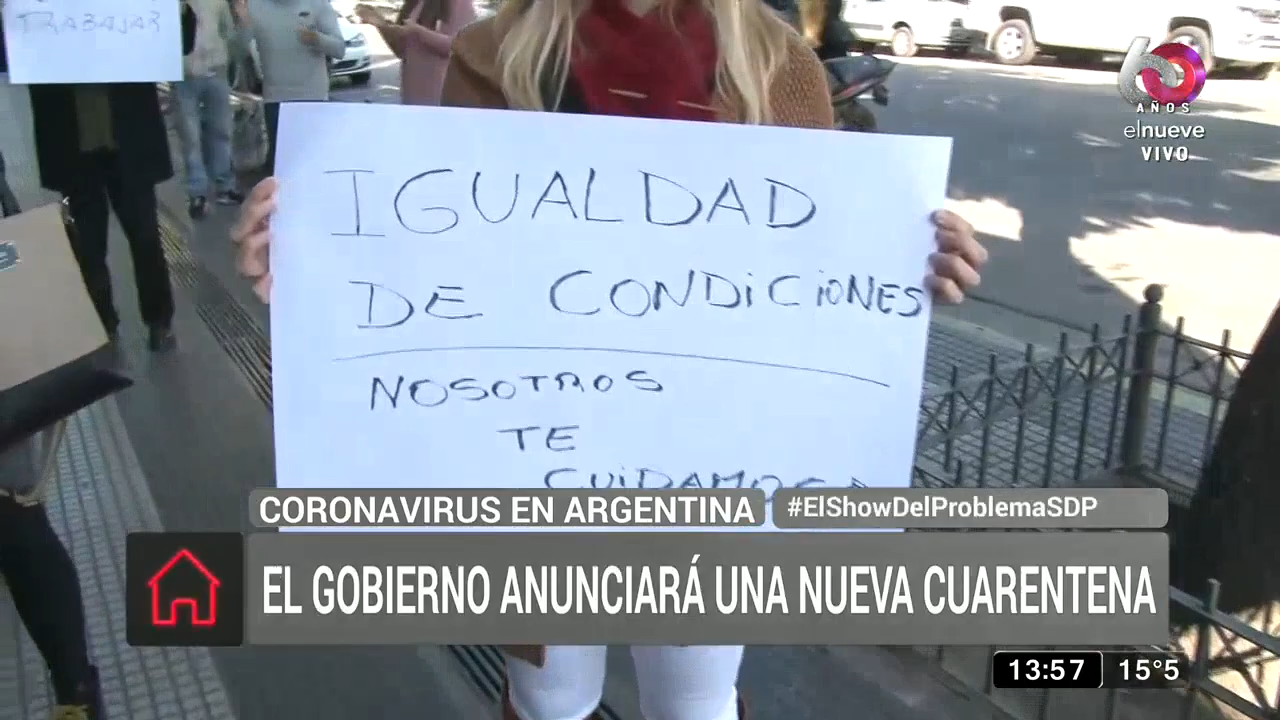 TRABAJAR
60
AÑOS
elnueve
VIVO
IGUALDAD
DE CONDICIONES
NOSOTROS
TE
CUIDAMOS
CORONAVIRUS EN ARGENTINA
#ElShowDelProblemaSDP
EL GOBIERNO ANUNCIARÁ UNA NUEVA CUARENTENA
13:57 15°5